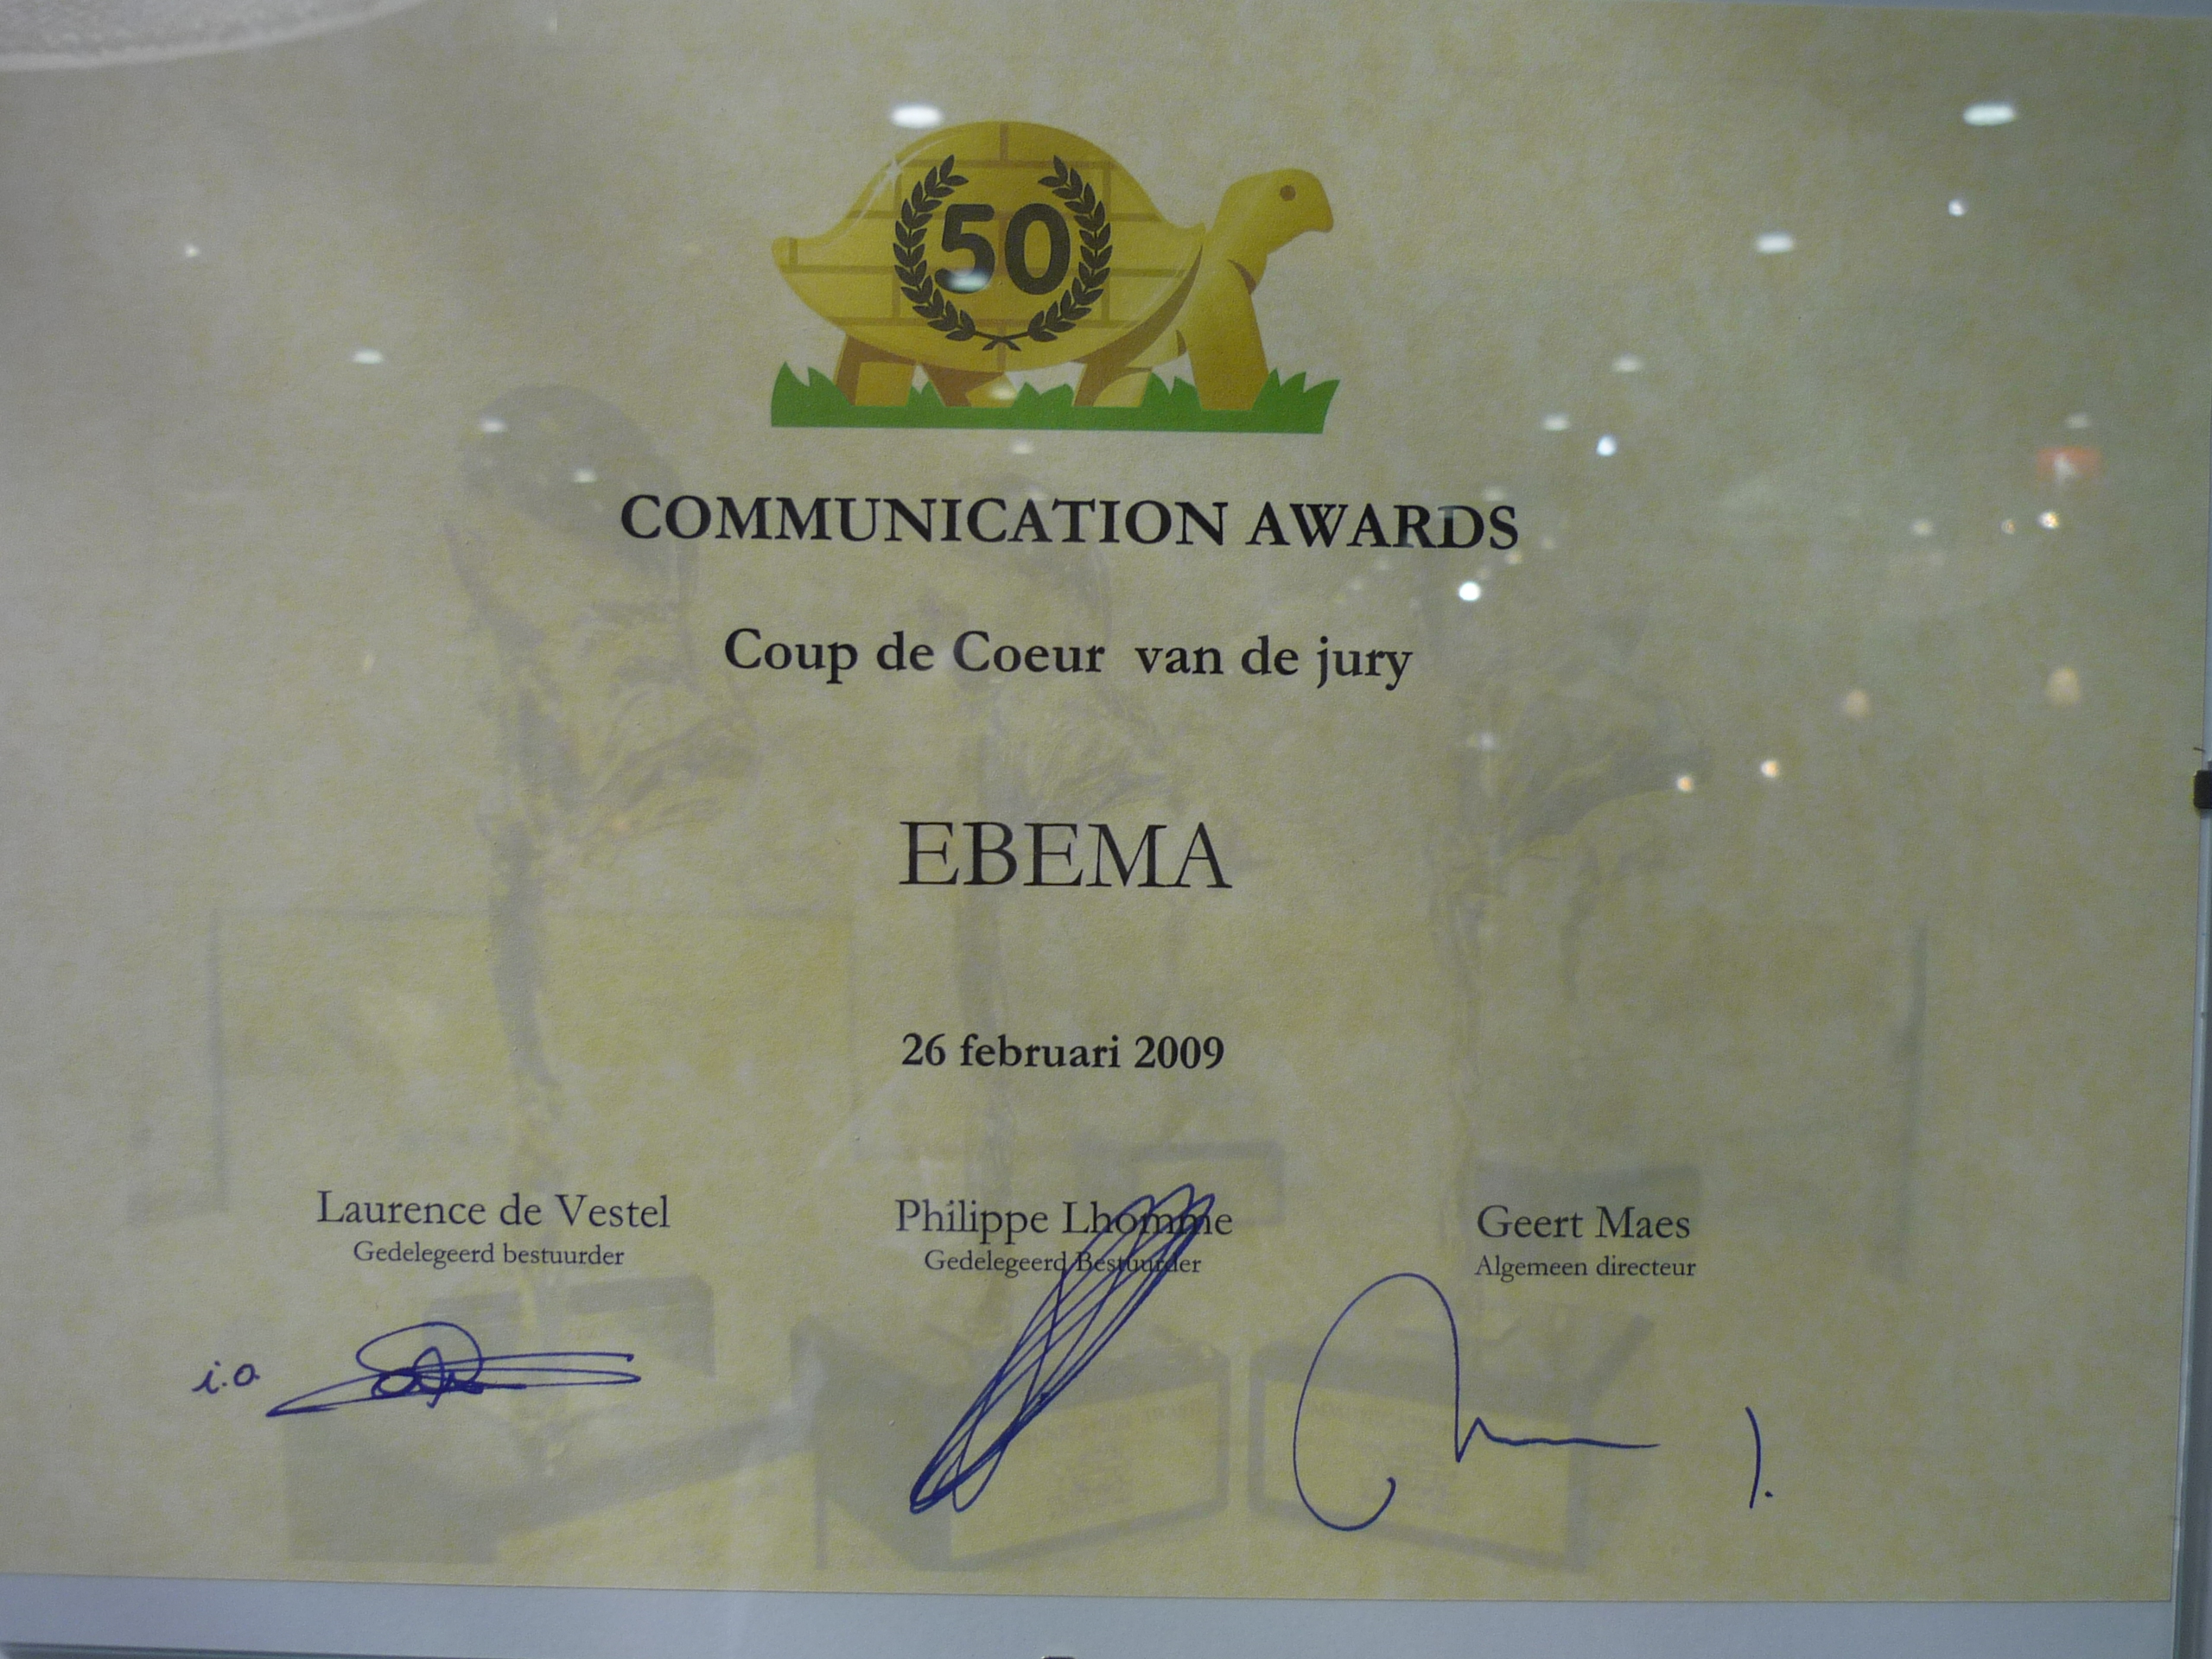 50
COMMUNICATION AWARDS
Coup de Coeur van de jury
EBEMA
26 februari 2009
Laurence de Vestel
Gedelegeerd bestuurder
Philippe Lhomme
Gedelegeerd Bestuurder
Geert Maes
Algemeen directeur
i.o